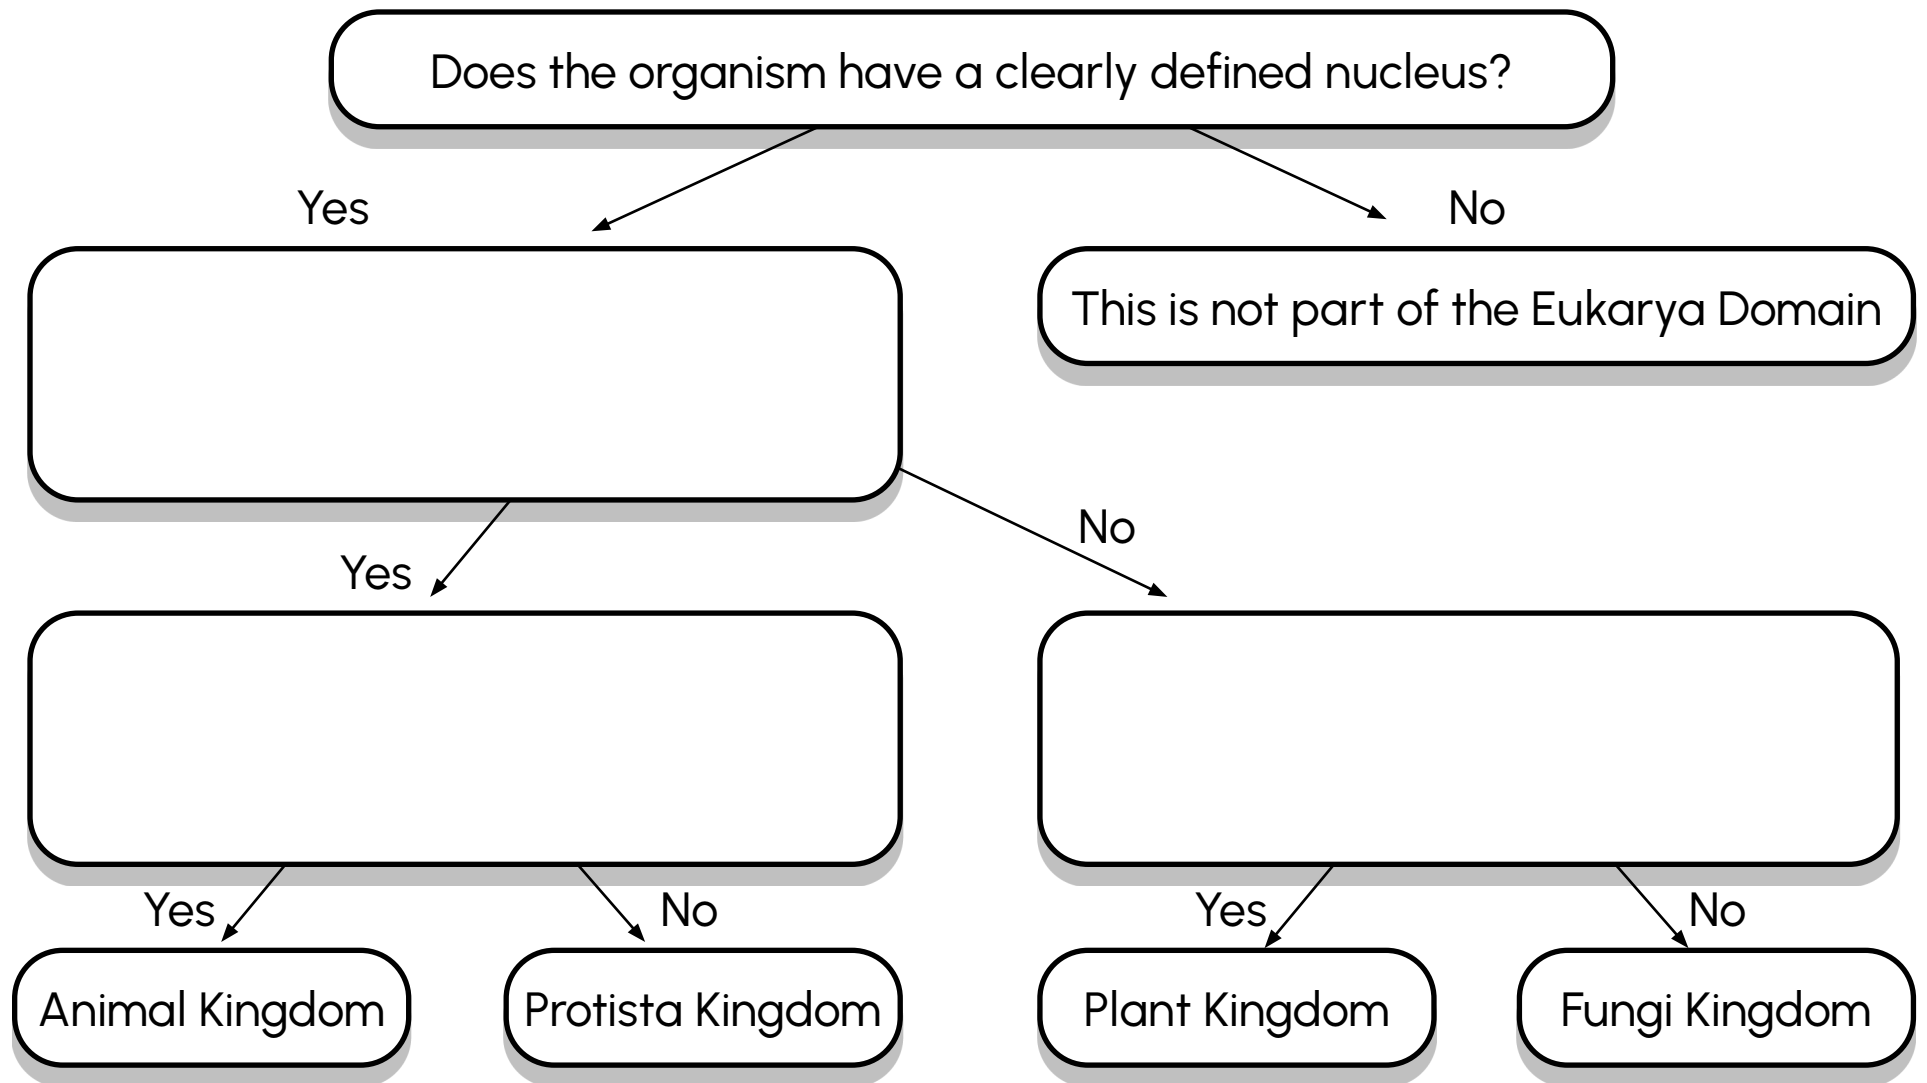 Does the organism have a clearly defined nucleus?
Yes
No
This is not part of the Eukarya Domain
No
Yes
Yes
No
Yes
No
Animal Kingdom
Protista Kingdom
Plant Kingdom
Fungi Kingdom